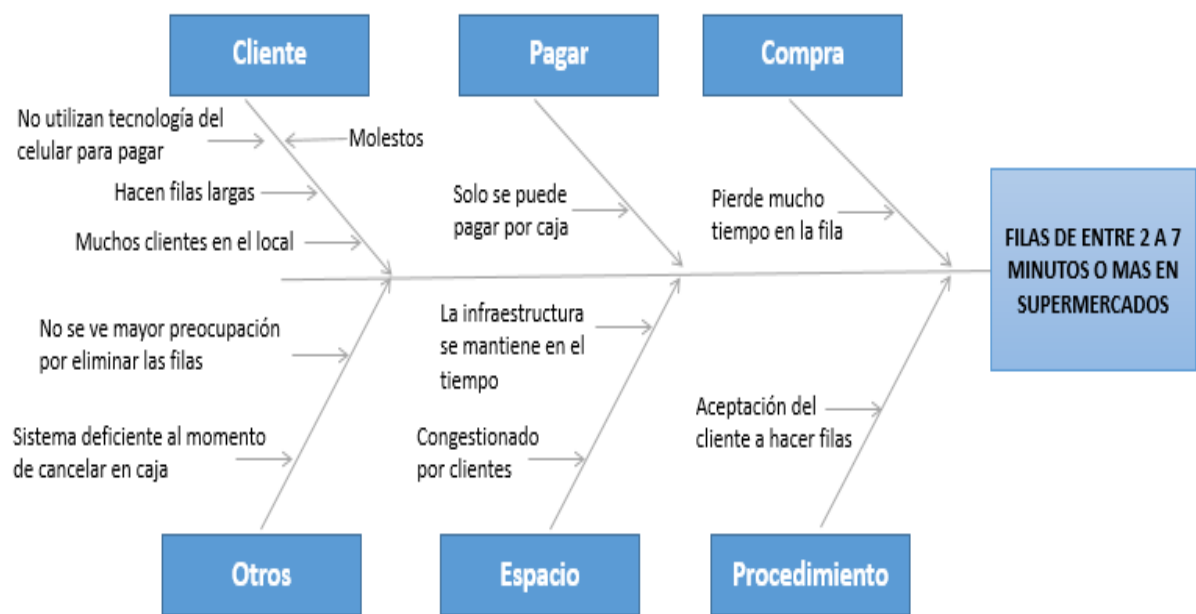 Cliente
Pagar
Compra
No utilizan tecnología del
celular para pagar
Molestos
Hacen filas largas
Muchos clientes en el local
Solo se puede
pagar por caja
Pierde mucho
tiempo en la fila
FILAS DE ENTRE 2 A 7
MINUTOS O MAS EN
SUPERMERCADOS
No se ve mayor preocupación
por eliminar las filas
Sistema deficiente al momento
de cancelar en caja
La infraestructura
se mantiene en el
tiempo
Congestionado
por clientes
Aceptación del
cliente a hacer filas
Otros
Espacio
Procedimiento